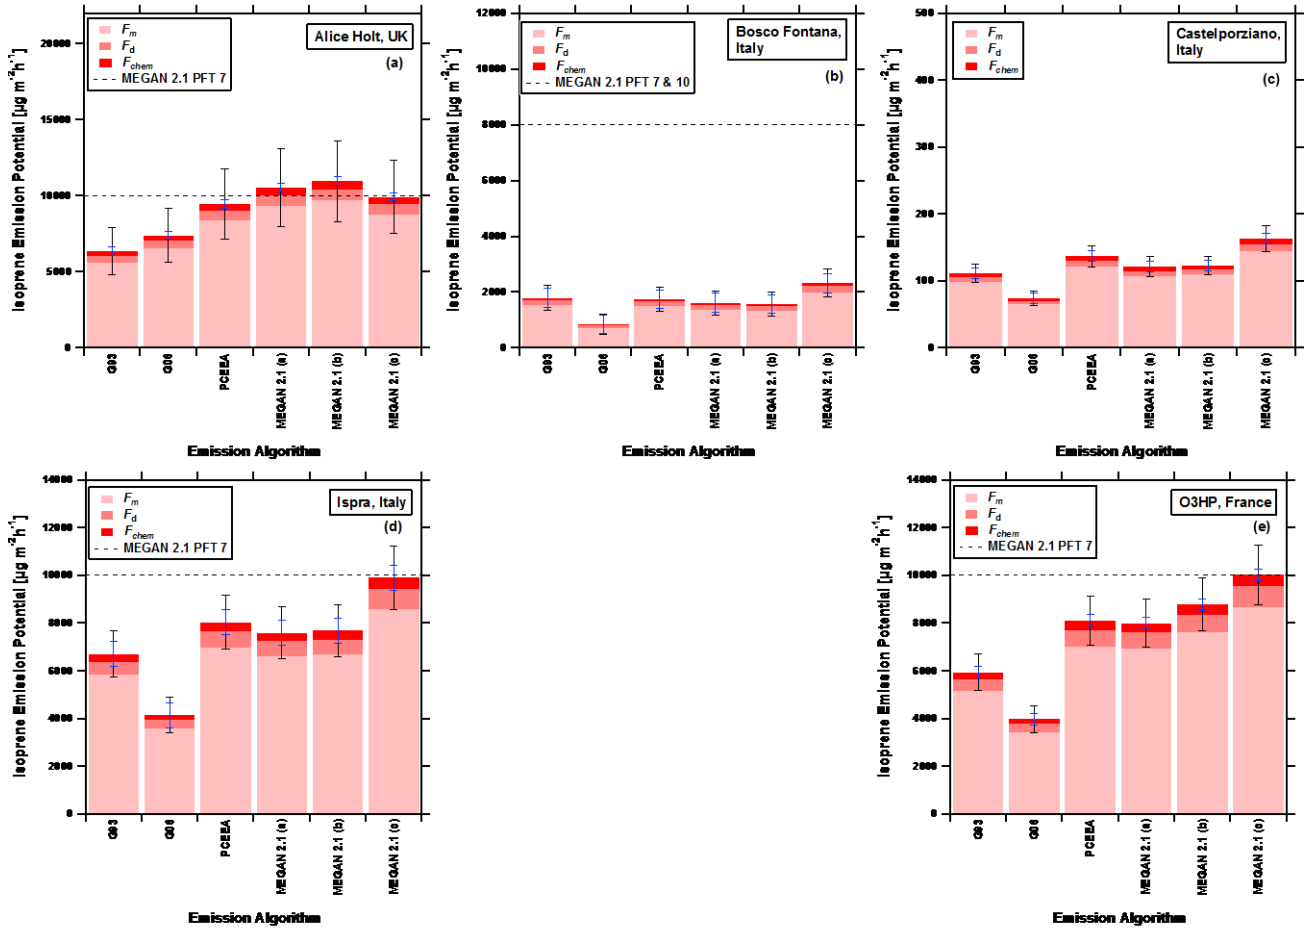 Isoprene Emission Potential [µg m⁻² h⁻¹]
20000
15000
10000
5000
0
Fm
Fd
Fchem
MEGAN 2.1 PFT 7
Alice Holt, UK
(a)
G93
G06
PCEEA
MEGAN 2.1 (a)
MEGAN 2.1 (b)
MEGAN 2.1 (c)
Emission Algorithm
Isoprene Emission Potential [µg m⁻² h⁻¹]
12000
10000
8000
6000
4000
2000
0
Fm
Fd
Fchem
MEGAN 2.1 PFT 7 & 10
Bosco Fontana,
Italy
(b)
G93
G06
PCEEA
MEGAN 2.1 (a)
MEGAN 2.1 (b)
MEGAN 2.1 (c)
Emission Algorithm
Isoprene Emission Potential [µg m⁻² h⁻¹]
500
400
300
200
100
0
Fm
Fd
Fchem
Castelporziano,
Italy
(c)
G93
G06
PCEEA
MEGAN 2.1 (a)
MEGAN 2.1 (b)
MEGAN 2.1 (c)
Emission Algorithm
Isoprene Emission Potential [µg m⁻² h⁻¹]
14000
12000
10000
8000
6000
4000
2000
0
Fm
Fd
Fchem
MEGAN 2.1 PFT 7
Ispra, Italy
(d)
G93
G06
PCEEA
MEGAN 2.1 (a)
MEGAN 2.1 (b)
MEGAN 2.1 (c)
Emission Algorithm
Isoprene Emission Potential [µg m⁻² h⁻¹]
14000
12000
10000
8000
6000
4000
2000
0
Fm
Fd
Fchem
MEGAN 2.1 PFT 7
O3HP, France
(e)
G93
G06
PCEEA
MEGAN 2.1 (a)
MEGAN 2.1 (b)
MEGAN 2.1 (c)
Emission Algorithm